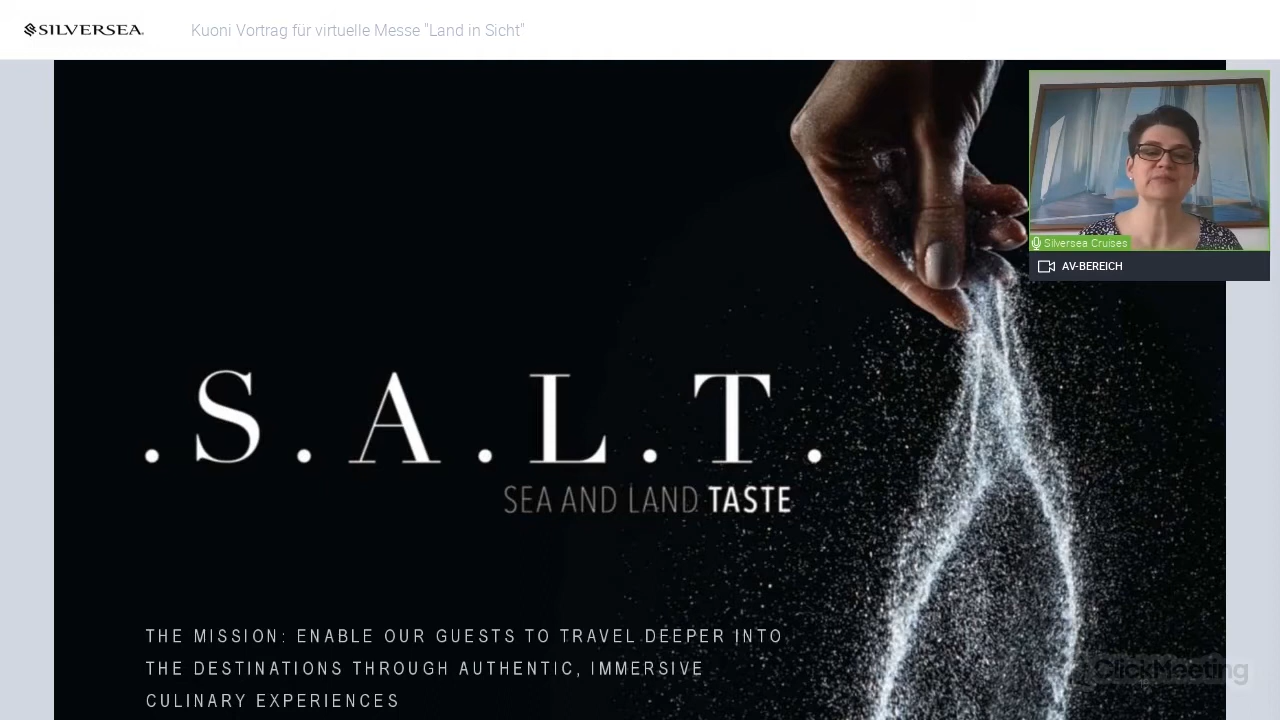 SILVERSEA
Kuoni Vortrag für virtuelle Messe "Land in Sicht"
Silversea Cruises
AV-BEREICH
.S.A.L.T.
SEA AND LAND TASTE
THE MISSION: ENABLE OUR GUESTS TO TRAVEL DEEPER INTO
THE DESTINATIONS THROUGH AUTHENTIC, IMMERSIVE
CULINARY EXPERIENCES
ClickMeeting